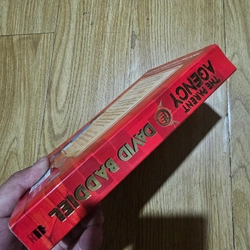 THE PARENT
AGENCY
DAVID BADDIEL